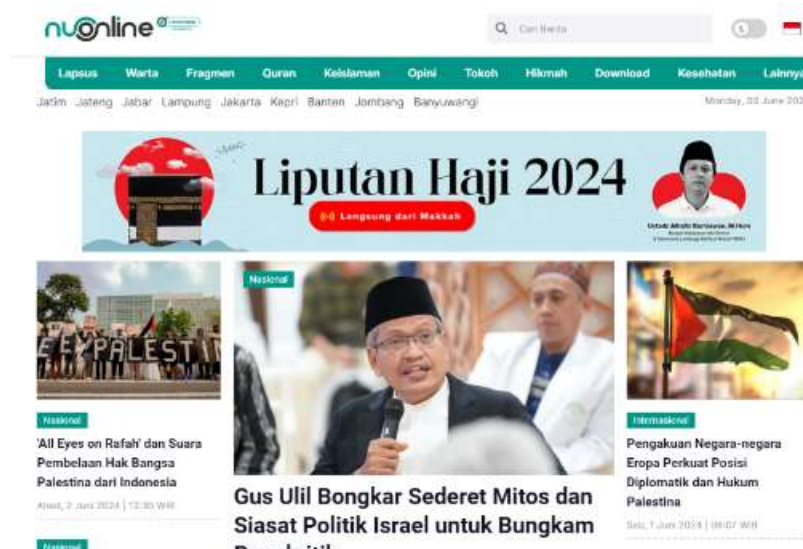 nuonline
Cari Berita
Lapsus Warta Fragmen Quran Keislaman Opini Tokoh Hikmah Download Kesehatan Lainnya
Jatim Jateng Jabar Lampung Jakarta Kepri Banten Jombang Banyuwangi
Liputan Haji 2024
Langsung dari Makkah
Nasional
EEYPALESTI
Nasional
'All Eyes on Rafah' dan Suara
Pembelaan Hak Bangsa
Palestina dari Indonesia
Ahad, 2 Juni 2024 | 12:30 WIB
Nasional
Gus Ulil Bongkar Sederet Mitos dan
Siasat Politik Israel untuk Bungkam
Internasional
Pengakuan Negara-negara
Eropa Perkuat Posisi
Diplomatik dan Hukum
Palestina